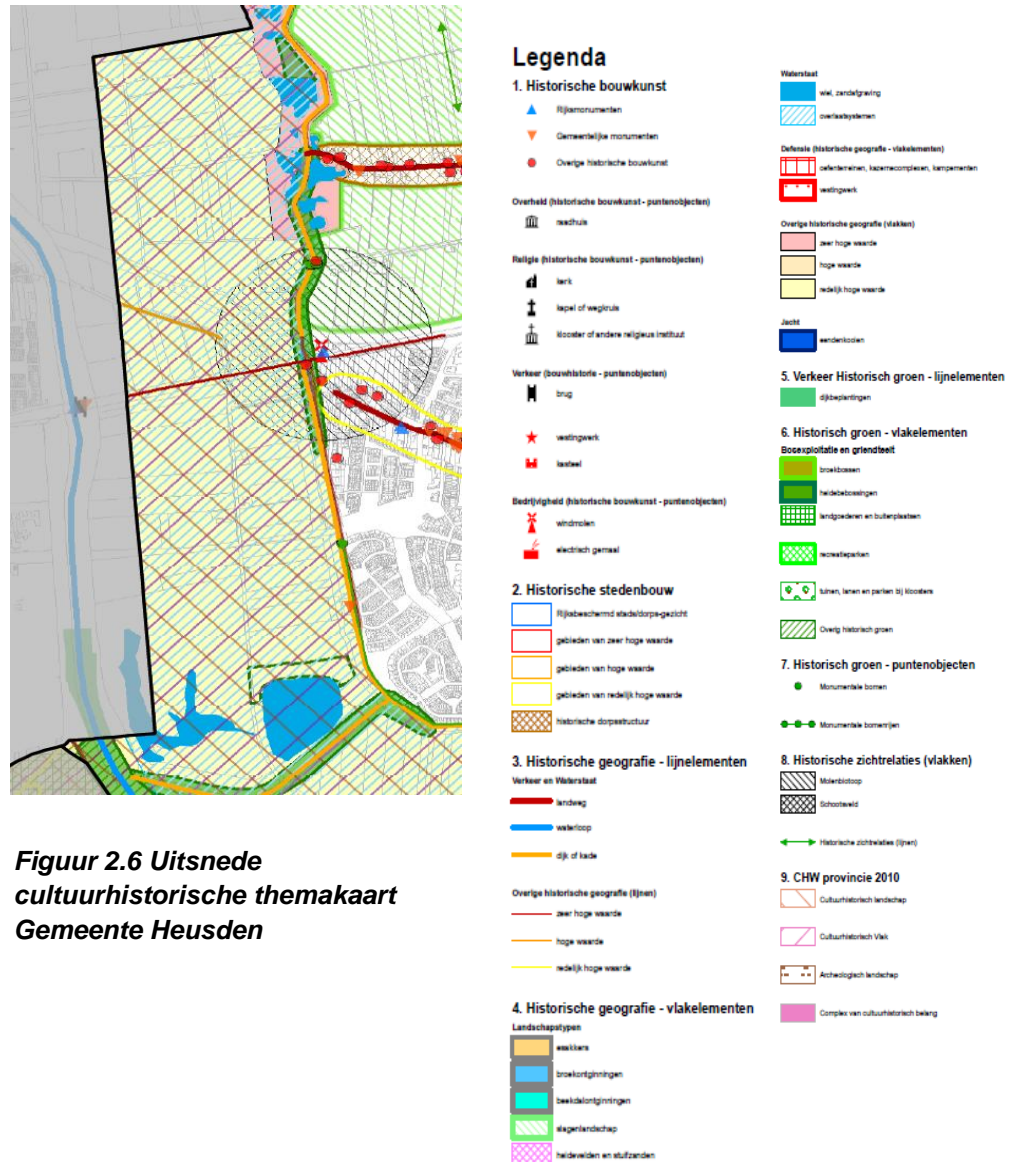 Legenda
1. Historische bouwkunst
Rijksmonumenten
Gemeentelijke monumenten
Overige historische bouwkunst
Overheid (historische bouwkunst - puntenobjecten)
raadhuis
Religie (historische bouwkunst - puntenobjecten)
kerk
kapel of wegkruis
klooster of andere religieus instituut
Verkeer (bouwhistorie - puntenobjecten)
brug
vestingwerk
kasteel
Bedrijvigheid (historische bouwkunst - puntenobjecten)
windmolen
electrisch gemaal
2. Historische stedenbouw
Rijksbeschermd stads/dorps-gezicht
gebieden van zeer hoge waarde
gebieden van hoge waarde
gebieden van redelijk hoge waarde
historische dorpsstructuur
3. Historische geografie - lijnelementen
Verkeer en Waterstaat
landweg
waterloop
dijk of kade
Overige historische geografie (lijnen)
zeer hoge waarde
hoge waarde
redelijk hoge waarde
4. Historische geografie - vlakelementen
Landschapstypen
essakkers
broekontginningen
beekdalontginningen
slagenlandschap
heidevelden en stuifzanden
Waterstaat
wiel, zandafgraving
overlaatsystemen
Defensie (historische geografie - vlakelementen)
oefenterreinen, kazernecomplexen, kampementen
vestingwerk
Overige historische geografie (vlakken)
zeer hoge waarde
hoge waarde
redelijk hoge waarde
Jacht
eendenkooien
5. Verkeer Historisch groen - lijnelementen
dijkbeplantingen
6. Historisch groen - vlakelementen
Bosexploitatie en griendteelt
broekbossen
heidebebossingen
landgoederen en buitenplaatsen
recreatieparken
tuinen, lanen en parken bij kloosters
Overig historisch groen
7. Historisch groen - puntenobjecten
Monumentale bomen
Monumentale bomenrijen
8. Historische zichtrelaties (vlakken)
Molenbiotoop
Schootsveld
Historische zichtrelaties (lijnen)
9. CHW provincie 2010
Cultuurhistorisch landschap
Cultuurhistorisch Vlak
Archeologisch landschap
Complex van cultuurhistorisch belang
Figuur 2.6 Uitsnede
cultuurhistorische themakaart
Gemeente Heusden